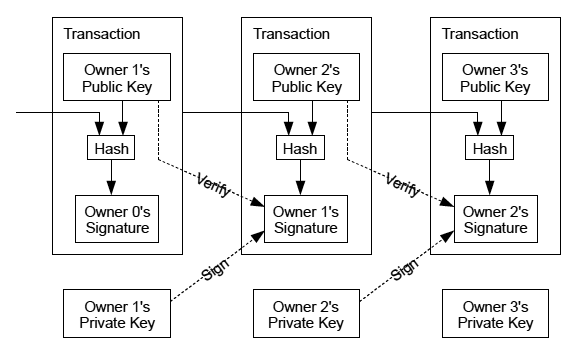 Transaction
Owner 1's
Public Key
Hash
Owner 0's
Signature
Transaction
Owner 2's
Public Key
Hash
Verify
Owner 1's
Signature
Transaction
Owner 3's
Public Key
Hash
Verify
Owner 2's
Signature
Sign
Sign
Owner 1's
Private Key
Owner 2's
Private Key
Owner 3's
Private Key